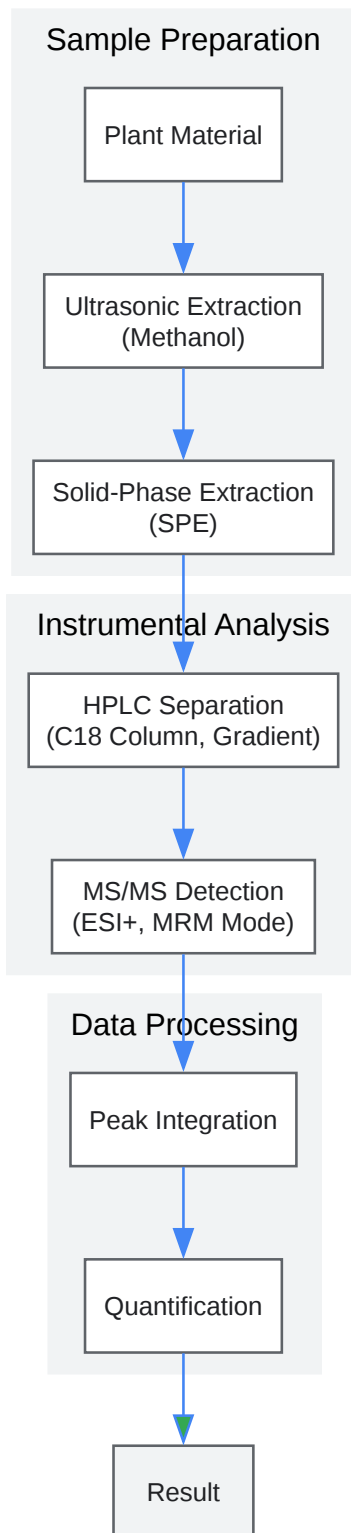 Sample Preparation
Plant Material
Ultrasonic Extraction
(Methanol)
Solid-Phase Extraction
(SPE)
Instrumental Analysis
HPLC Separation
(C18 Column, Gradient)
MS/MS Detection
(ESI+, MRM Mode)
Data Processing
Peak Integration
Quantification
Result